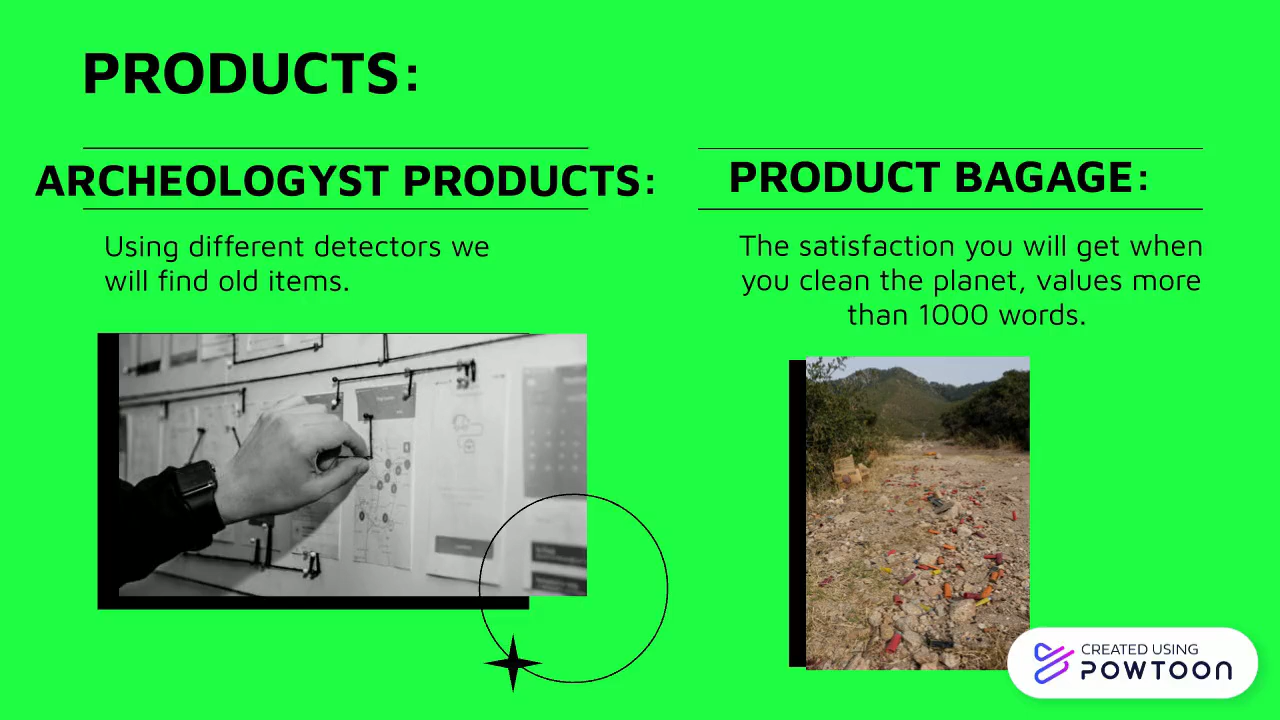 PRODUCTS:
ARCHEOLOGYST PRODUCTS:
Using different detectors we
will find old items.
PRODUCT BAGAGE:
The satisfaction you will get when
you clean the planet, values more
than 1000 words.
CREATED USING
POWTOON